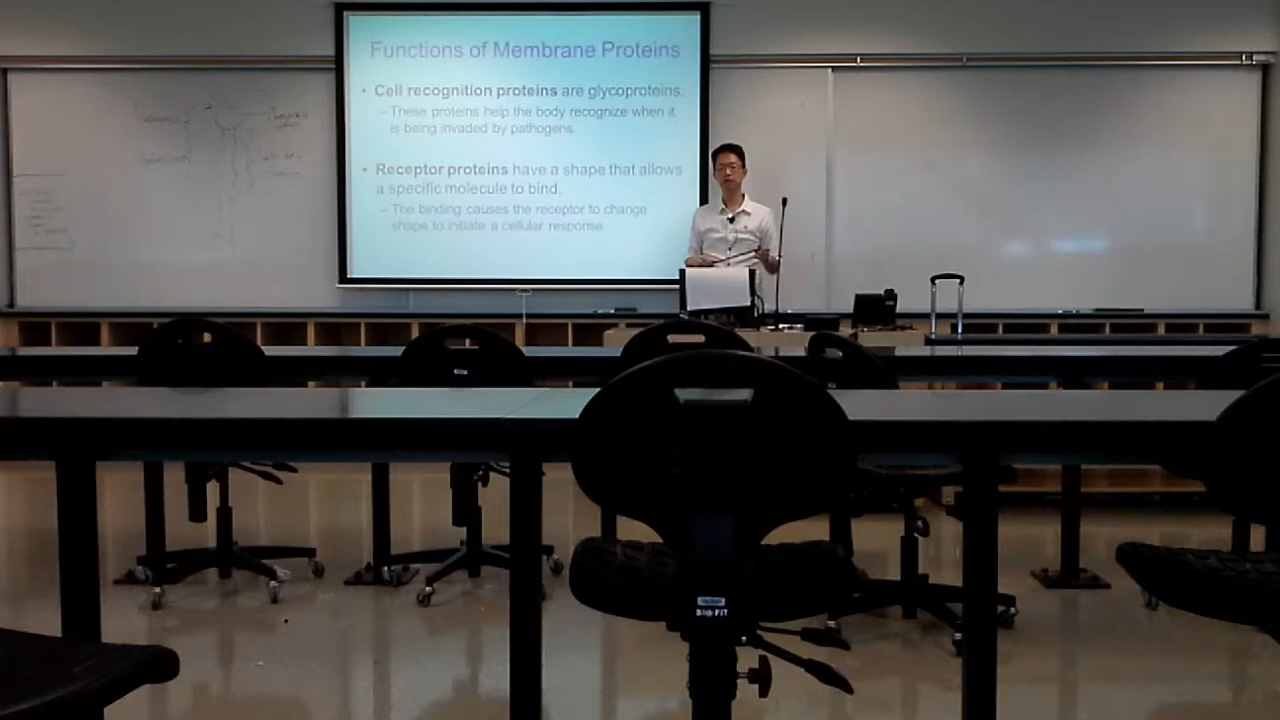 Functions of Membrane Proteins
• Cell recognition proteins are glycoproteins.
– These proteins help the body recognize when it
is being invaded by pathogens.
• Receptor proteins have a shape that allows
a specific molecule to bind.
– The binding causes the receptor to change
shape to initiate a cellular response.
BIOFIT